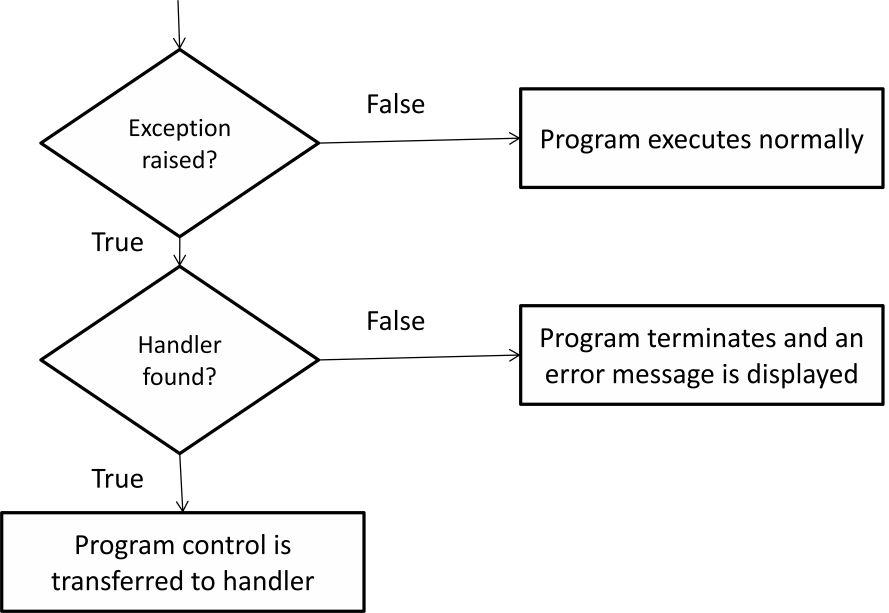 False
Exception
raised?
Program executes normally
True
False
Handler
found?
Program terminates and an
error message is displayed
True
Program control is
transferred to handler